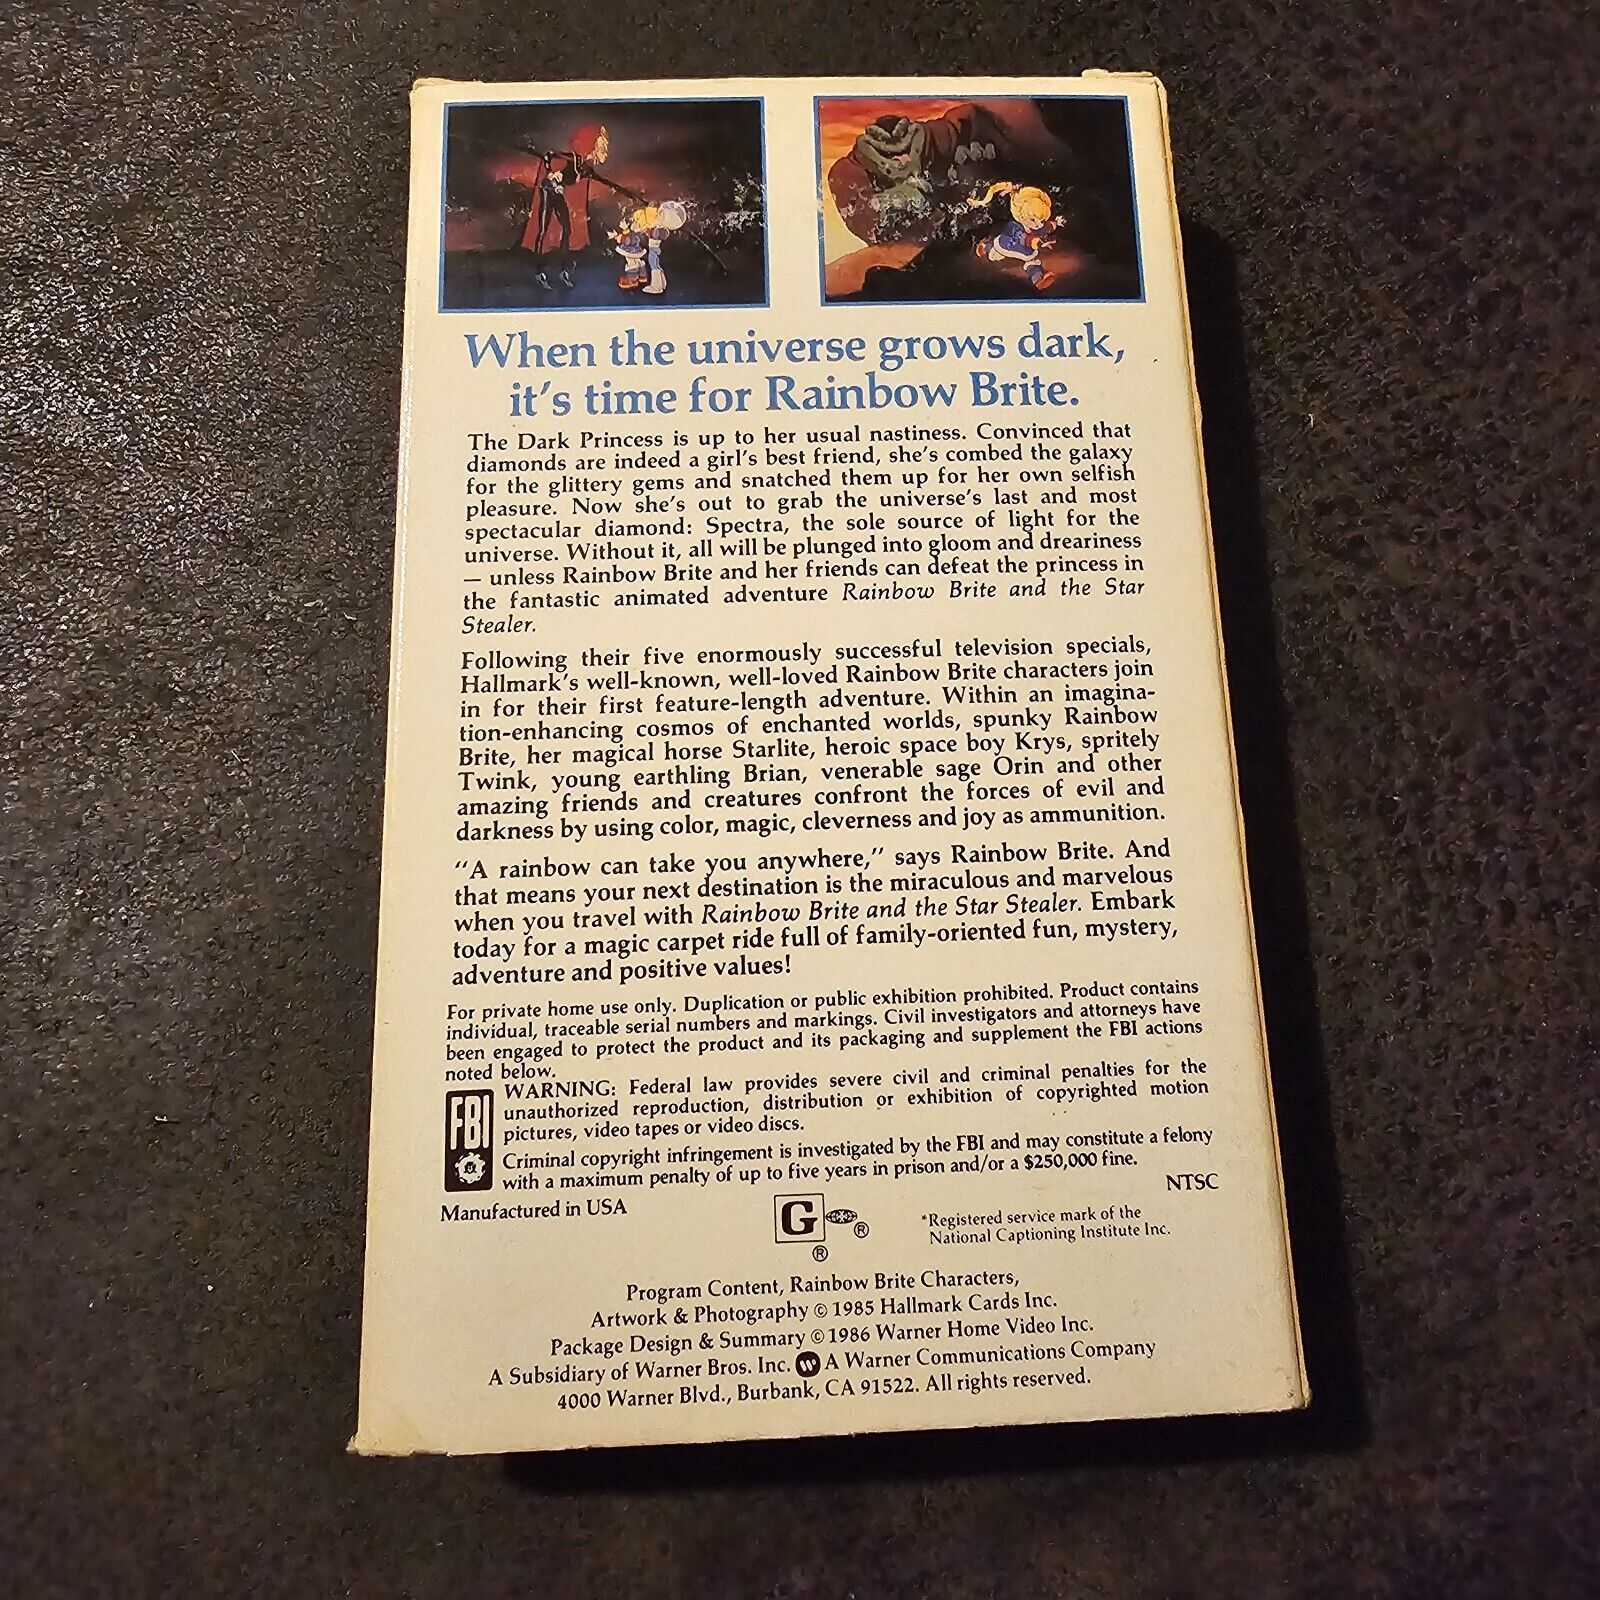 When the universe grows dark,
it's time for Rainbow Brite.
The Dark Princess is up to her usual nastiness. Convinced that
diamonds are indeed a girl's best friend, she's combed the galaxy
for the glittery gems and snatched them up for her own selfish
pleasure. Now she's out to grab the universe's last and most
spectacular diamond: Spectra, the sole source of light for the
universe. Without it, all will be plunged into gloom and dreariness
— unless Rainbow Brite and her friends can defeat the princess in
the fantastic animated adventure Rainbow Brite and the Star
Stealer.
Following their five enormously successful television specials,
Hallmark's well-known, well-loved Rainbow Brite characters join
in for their first feature-length adventure. Within an imagina-
tion-enhancing cosmos of enchanted worlds, spunky Rainbow
Brite, her magical horse Starlite, heroic space boy Krys, spritely
Twink, young earthling Brian, venerable sage Orin and other
amazing friends and creatures confront the forces of evil and
darkness by using color, magic, cleverness and joy as ammunition.
"A rainbow can take you anywhere," says Rainbow Brite. And
that means your next destination is the miraculous and marvelous
when you travel with Rainbow Brite and the Star Stealer. Embark
today for a magic carpet ride full of family-oriented fun, mystery,
adventure and positive values!
For private home use only. Duplication or public exhibition prohibited. Product contains
individual, traceable serial numbers and markings. Civil investigators and attorneys have
been engaged to protect the product and its packaging and supplement the FBI actions
noted below.
FBI
WARNING: Federal law provides severe civil and criminal penalties for the
unauthorized reproduction, distribution or exhibition of copyrighted motion
pictures, video tapes or video discs.
Criminal copyright infringement is investigated by the FBI and may constitute a felony
with a maximum penalty of up to five years in prison and/or a $250,000 fine.
Manufactured in USA
NTSC
G ®
®
*Registered service mark of the
National Captioning Institute Inc.
Program Content, Rainbow Brite Characters,
Artwork & Photography © 1985 Hallmark Cards Inc.
Package Design & Summary © 1986 Warner Home Video Inc.
A Subsidiary of Warner Bros. Inc. A Warner Communications Company
4000 Warner Blvd., Burbank, CA 91522. All rights reserved.